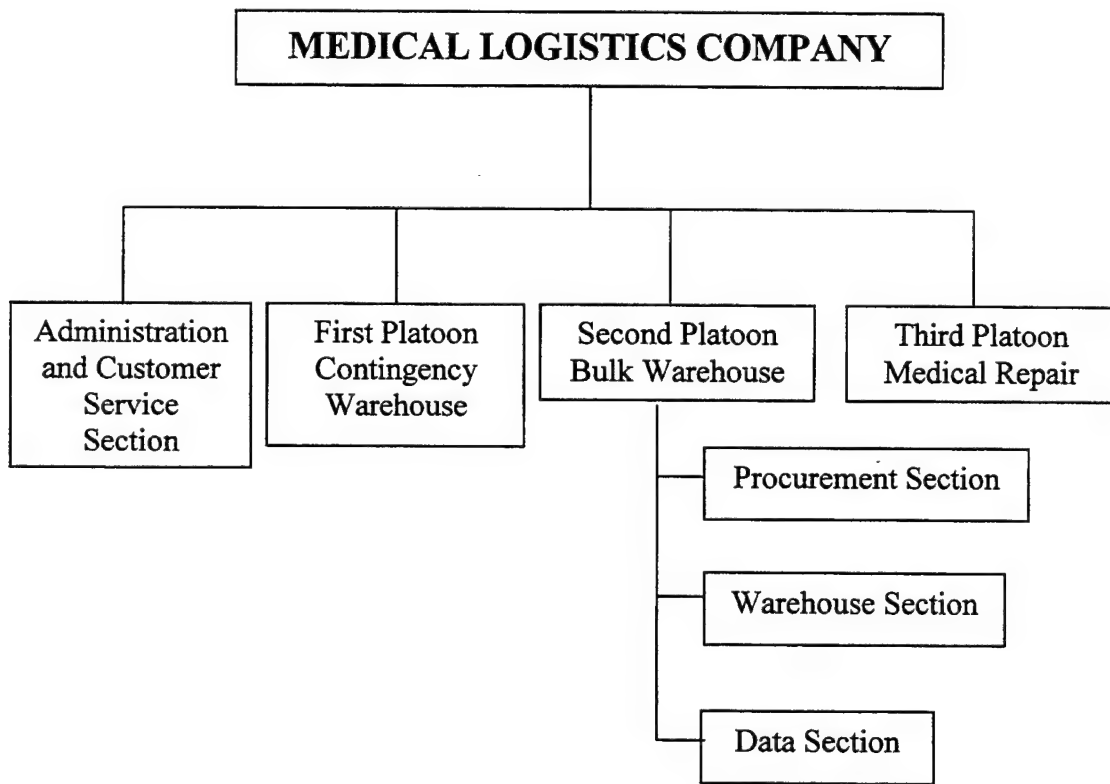 MEDICAL LOGISTICS COMPANY
Administration
and Customer
Service
Section
First Platoon
Contingency
Warehouse
Second Platoon
Bulk Warehouse
Third Platoon
Medical Repair
Procurement Section
Warehouse Section
Data Section